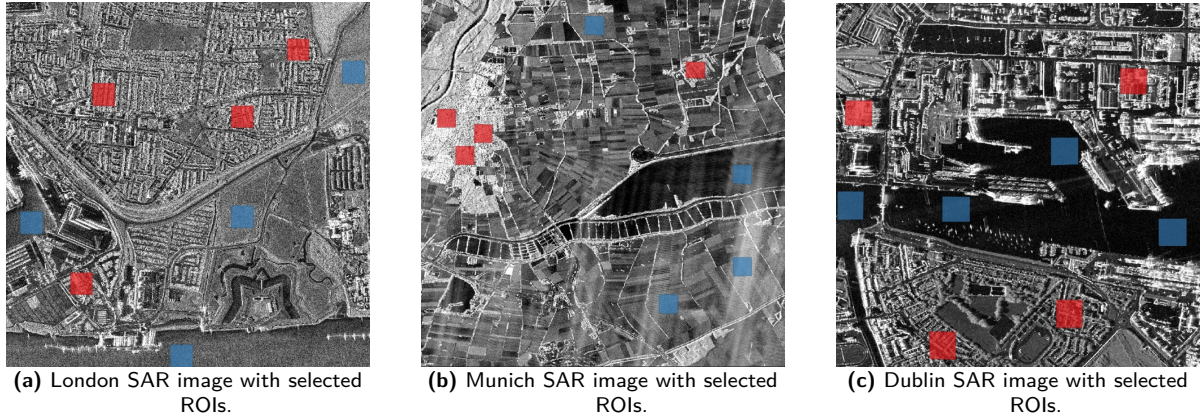 (a) London SAR image with selected
ROIs.
(b) Munich SAR image with selected
ROIs.
(c) Dublin SAR image with selected
ROIs.